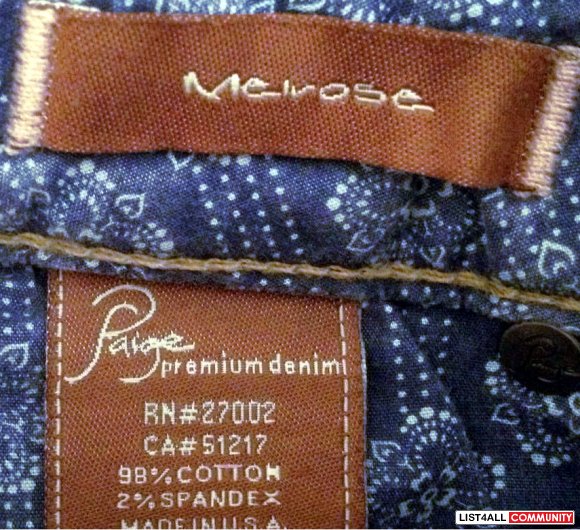 Melrose
Paige
premium denim
RN#27002
CA#51217
98% COTTON
2% SPANDEX
MADE IN U.S.A
LIST4ALL COMMUNITY